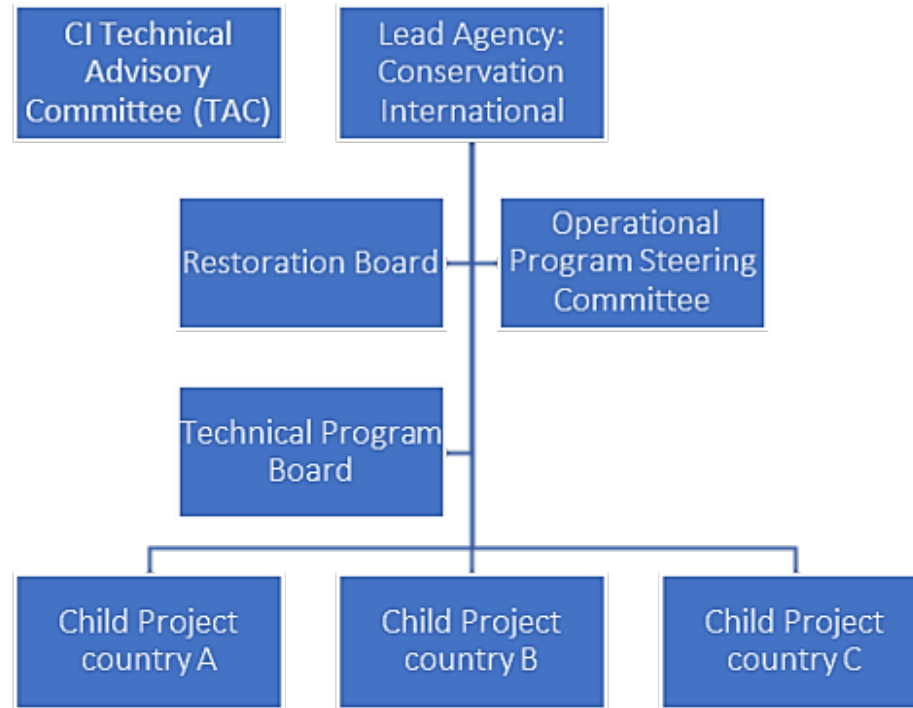 CI Technical
Advisory
Committee (TAC)
Lead Agency:
Conservation
International
Restoration Board
Operational
Program Steering
Committee
Technical Program
Board
Child Project
country A
Child Project
country B
Child Project
country C